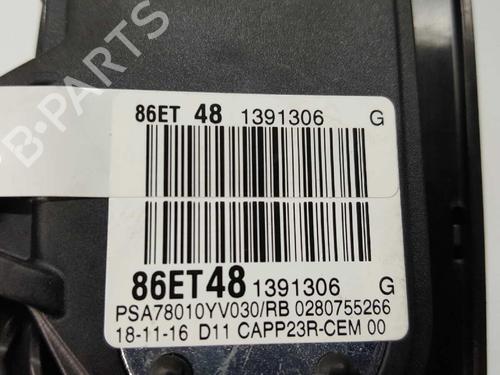 B-PARTS
86ET 48 1391306 G
86ET48 1391306 G
PSA78010YV030/RB 0280755266
18-11-16 D11 CAPP23R-CEM 00